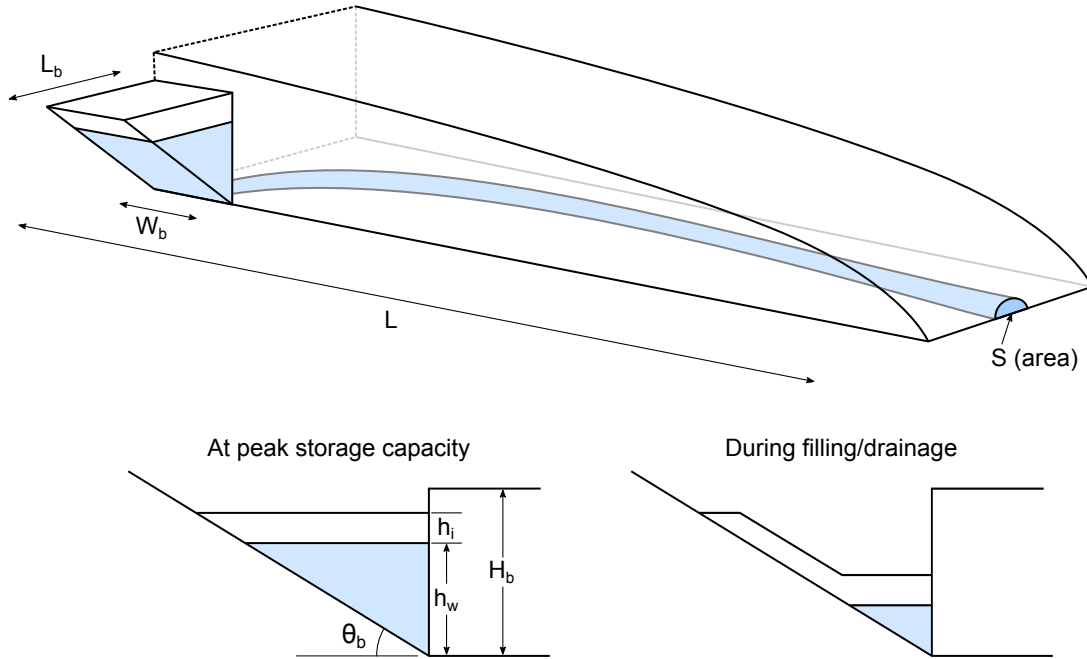 L_b
W_b
L
S (area)
At peak storage capacity
During filling/drainage
h_i
H_b
h_w
θ_b